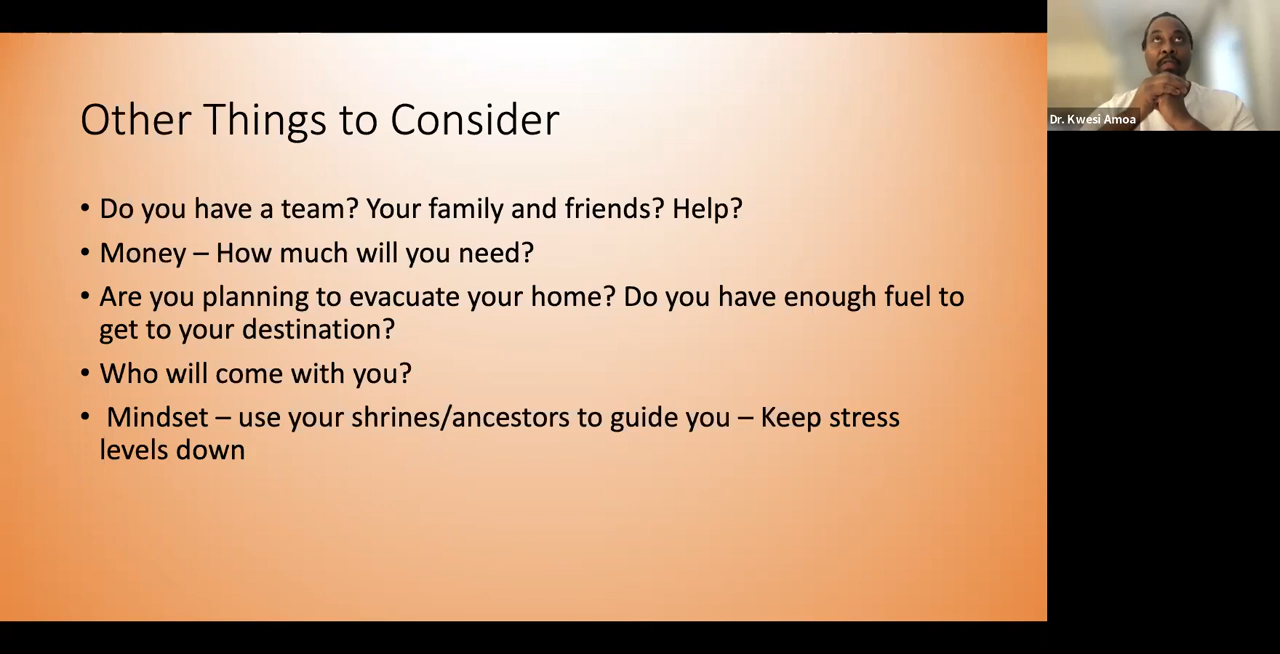 Other Things to Consider
• Do you have a team? Your family and friends? Help?
• Money – How much will you need?
• Are you planning to evacuate your home? Do you have enough fuel to
get to your destination?
• Who will come with you?
• Mindset – use your shrines/ancestors to guide you – Keep stress
levels down
Dr. Kwesi Amoa